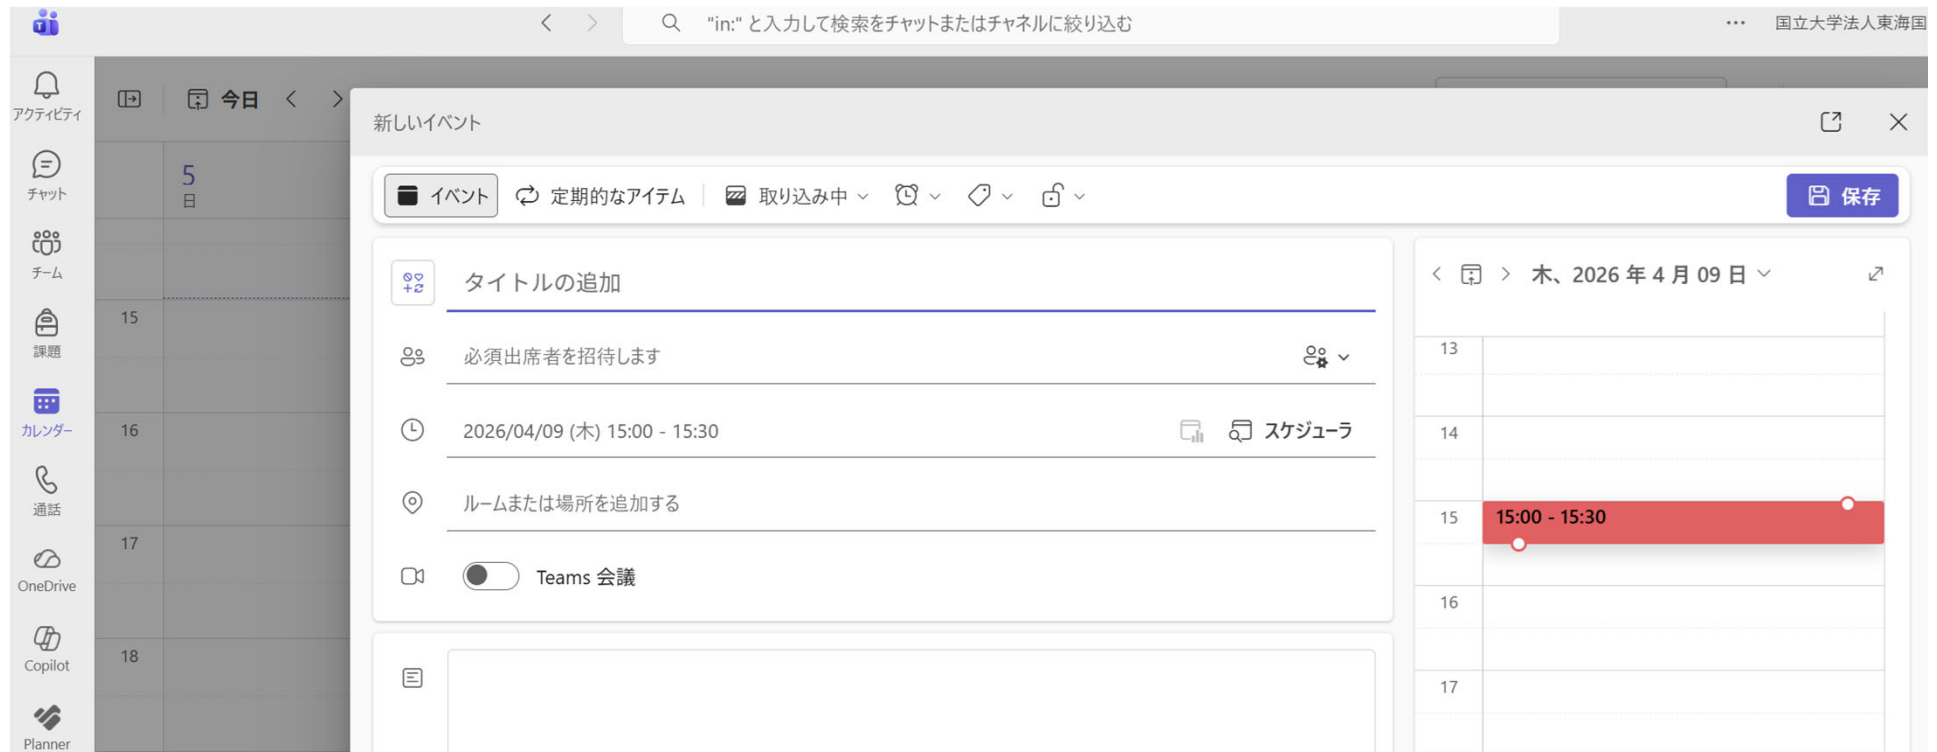 "in:" と入力して検索をチャットまたはチャネルに絞り込む
国立大学法人東海国
アクティビティ
チャット
チーム
課題
カレンダー
通話
OneDrive
Copilot
Planner
今日
5
日
15
16
17
18
新しいイベント
イベント
定期的なアイテム
取り込み中
保存
タイトルの追加
必須出席者を招待します
2026/04/09 (木) 15:00 - 15:30
スケジューラ
ルームまたは場所を追加する
Teams 会議
木、2026 年 4 月 09 日
13
14
15
15:00 - 15:30
16
17